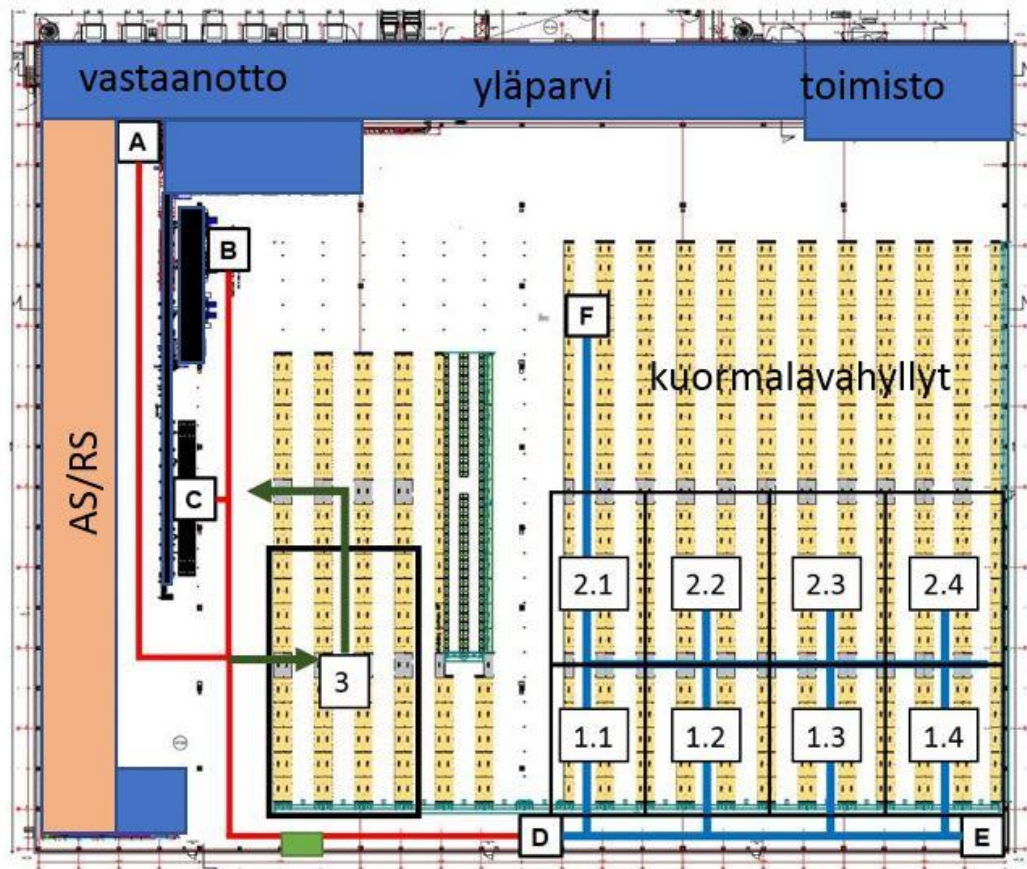 vastaanotto
yläparvi
toimisto
A
B
F
kuormalavahyllyt
AS/RS
C
2.1
2.2
2.3
2.4
3
1.1
1.2
1.3
1.4
D
E